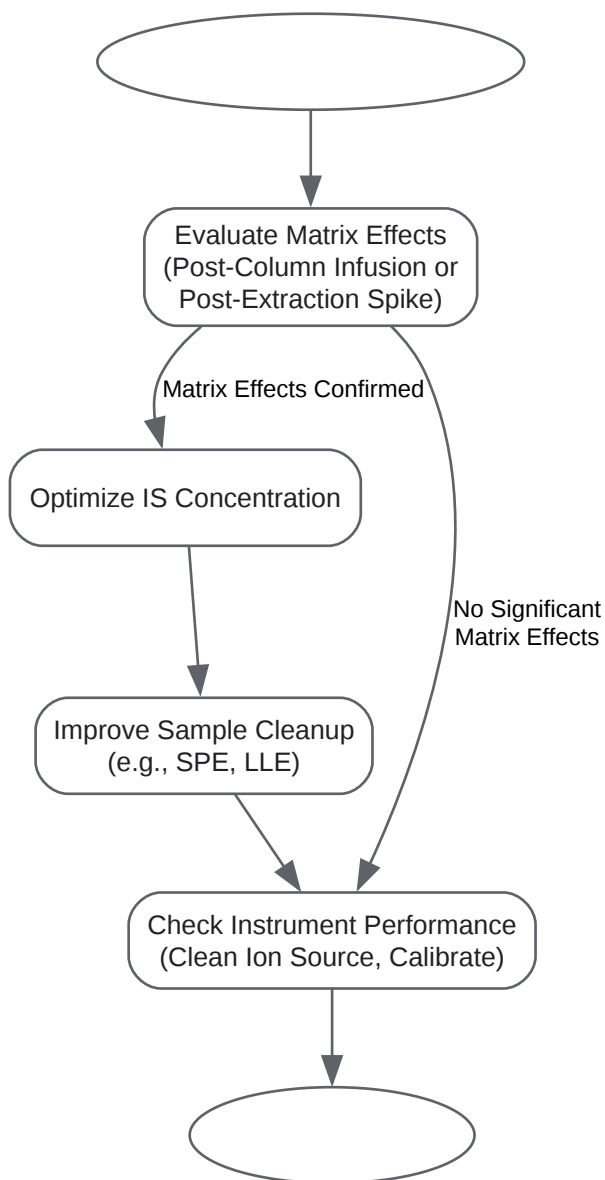 Evaluate Matrix Effects
(Post-Column Infusion or
Post-Extraction Spike)
Matrix Effects Confirmed
Optimize IS Concentration
No Significant
Matrix Effects
Improve Sample Cleanup
(e.g., SPE, LLE)
Check Instrument Performance
(Clean Ion Source, Calibrate)